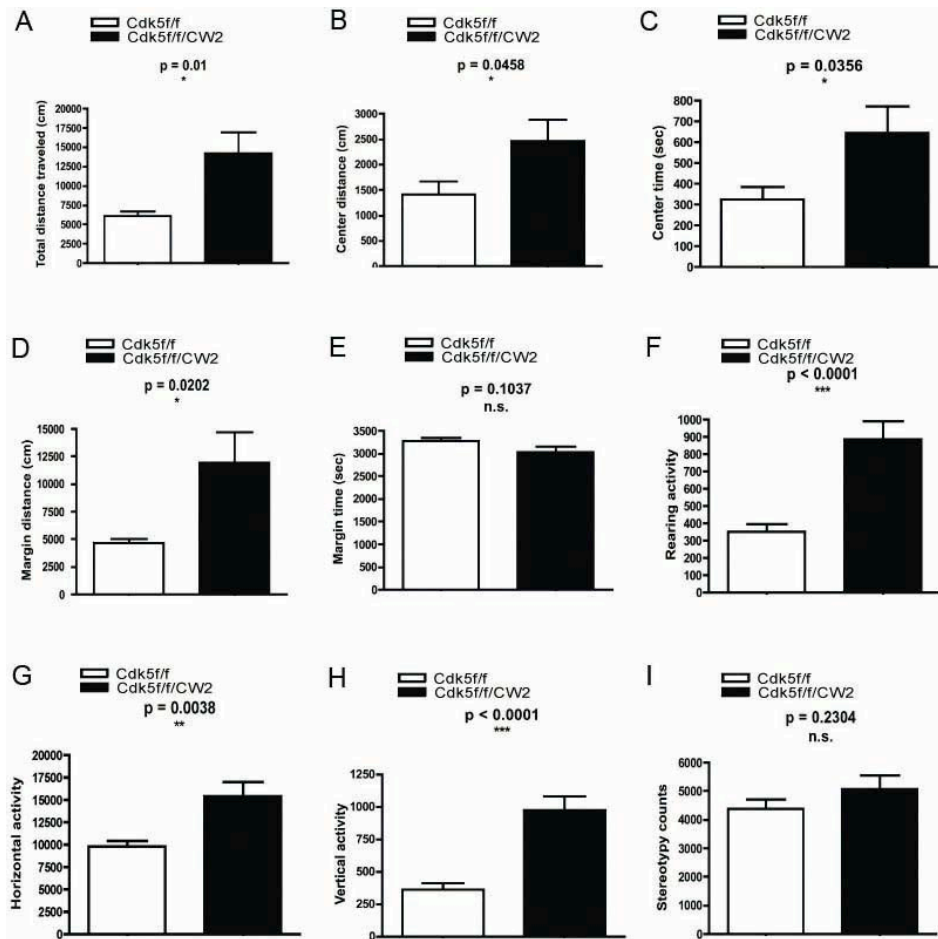 A
Cdk5f/f
Cdk5f/f/CW2
p = 0.01
*
Total distance traveled (cm)
20000
17500
15000
12500
10000
7500
5000
2500
0
B
Cdk5f/f
Cdk5f/f/CW2
p = 0.0458
*
Center distance (cm)
3000
2500
2000
1500
1000
500
0
C
Cdk5f/f
Cdk5f/f/CW2
p = 0.0356
*
Center time (sec)
800
700
600
500
400
300
200
100
0
D
Cdk5f/f
Cdk5f/f/CW2
p = 0.0202
*
Margin distance (cm)
15000
12500
10000
7500
5000
2500
0
E
Cdk5f/f
Cdk5f/f/CW2
p = 0.1037
n.s.
Margin time (sec)
3500
3000
2500
2000
1500
1000
500
0
F
Cdk5f/f
Cdk5f/f/CW2
p < 0.0001
***
Rearing activity
1000
900
800
700
600
500
400
300
200
100
0
G
Cdk5f/f
Cdk5f/f/CW2
p = 0.0038
**
Horizontal activity
20000
17500
15000
12500
10000
7500
5000
2500
0
H
Cdk5f/f
Cdk5f/f/CW2
p < 0.0001
***
Vertical activity
1250
1000
750
500
250
0
I
Cdk5f/f
Cdk5f/f/CW2
p = 0.2304
n.s.
Stereotypy counts
6000
5000
4000
3000
2000
1000
0